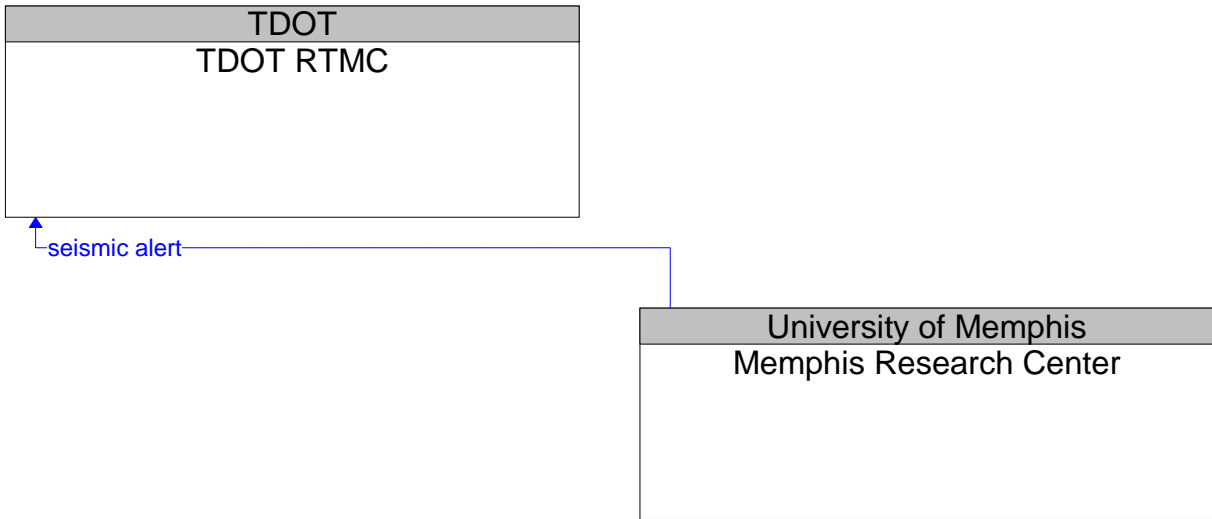 TDOT
TDOT RTMC
seismic alert
University of Memphis
Memphis Research Center